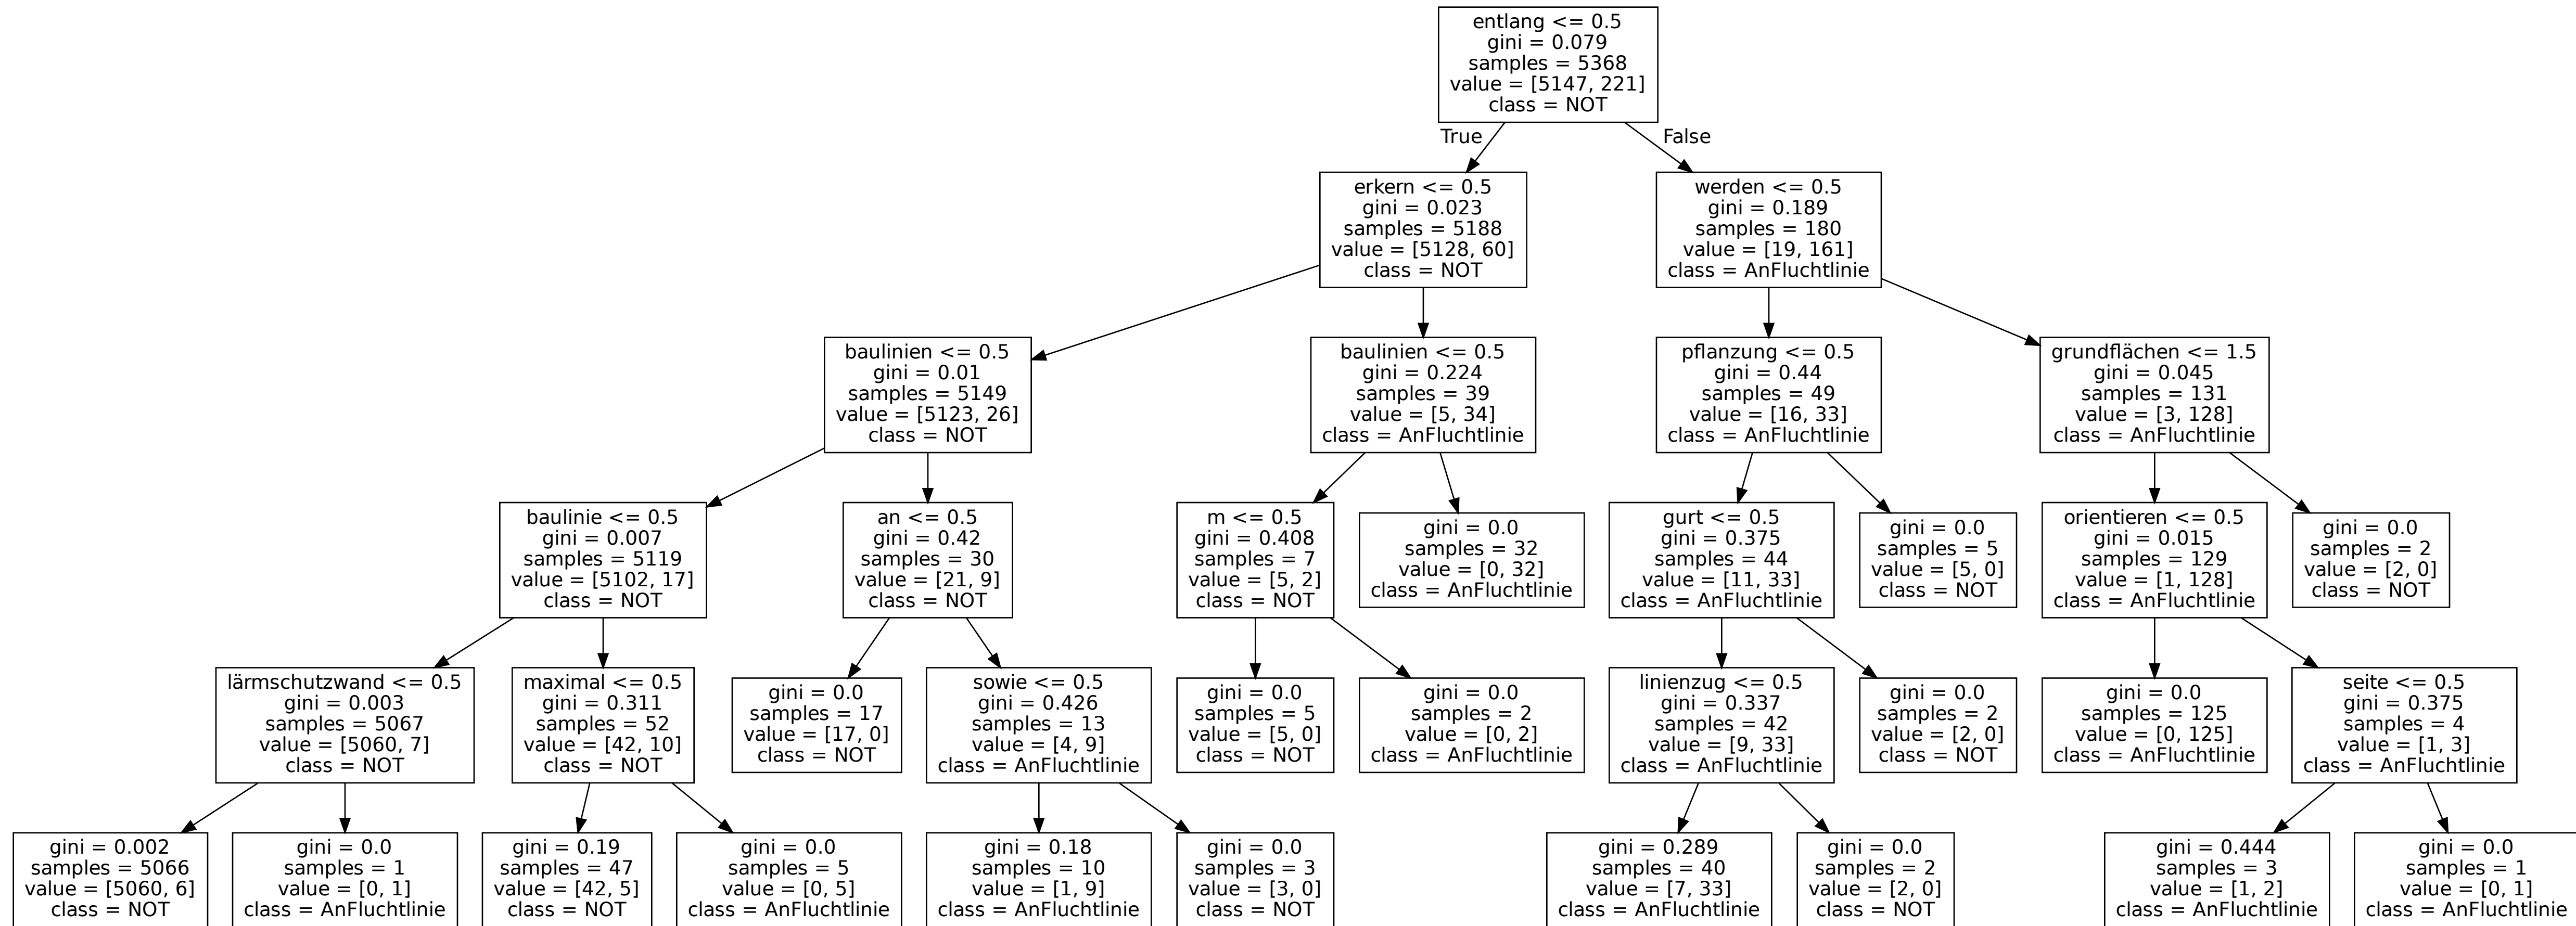 entlang <= 0.5
gini = 0.079
samples = 5368
value = [5147, 221]
class = NOT
True
False
erkern <= 0.5
gini = 0.023
samples = 5188
value = [5128, 60]
class = NOT
werden <= 0.5
gini = 0.189
samples = 180
value = [19, 161]
class = AnFluchtlinie
baulinien <= 0.5
gini = 0.01
samples = 5149
value = [5123, 26]
class = NOT
baulinien <= 0.5
gini = 0.224
samples = 39
value = [5, 34]
class = AnFluchtlinie
pflanzung <= 0.5
gini = 0.44
samples = 49
value = [16, 33]
class = AnFluchtlinie
grundflächen <= 1.5
gini = 0.045
samples = 131
value = [3, 128]
class = AnFluchtlinie
baulinie <= 0.5
gini = 0.007
samples = 5119
value = [5102, 17]
class = NOT
an <= 0.5
gini = 0.42
samples = 30
value = [21, 9]
class = NOT
m <= 0.5
gini = 0.408
samples = 7
value = [5, 2]
class = NOT
gini = 0.0
samples = 32
value = [0, 32]
class = AnFluchtlinie
gurt <= 0.5
gini = 0.375
samples = 44
value = [11, 33]
class = AnFluchtlinie
gini = 0.0
samples = 5
value = [5, 0]
class = NOT
orientieren <= 0.5
gini = 0.015
samples = 129
value = [1, 128]
class = AnFluchtlinie
gini = 0.0
samples = 2
value = [2, 0]
class = NOT
lärmschutzwand <= 0.5
gini = 0.003
samples = 5067
value = [5060, 7]
class = NOT
maximal <= 0.5
gini = 0.311
samples = 52
value = [42, 10]
class = NOT
gini = 0.0
samples = 17
value = [17, 0]
class = NOT
sowie <= 0.5
gini = 0.426
samples = 13
value = [4, 9]
class = AnFluchtlinie
gini = 0.0
samples = 5
value = [5, 0]
class = NOT
gini = 0.0
samples = 2
value = [0, 2]
class = AnFluchtlinie
linienzug <= 0.5
gini = 0.337
samples = 42
value = [9, 33]
class = AnFluchtlinie
gini = 0.0
samples = 2
value = [2, 0]
class = NOT
gini = 0.0
samples = 125
value = [0, 125]
class = AnFluchtlinie
seite <= 0.5
gini = 0.375
samples = 4
value = [1, 3]
class = AnFluchtlinie
gini = 0.002
samples = 5066
value = [5060, 6]
class = NOT
gini = 0.0
samples = 1
value = [0, 1]
class = AnFluchtlinie
gini = 0.19
samples = 47
value = [42, 5]
class = NOT
gini = 0.0
samples = 5
value = [0, 5]
class = AnFluchtlinie
gini = 0.18
samples = 10
value = [1, 9]
class = AnFluchtlinie
gini = 0.0
samples = 3
value = [3, 0]
class = NOT
gini = 0.289
samples = 40
value = [7, 33]
class = AnFluchtlinie
gini = 0.0
samples = 2
value = [2, 0]
class = NOT
gini = 0.444
samples = 3
value = [1, 2]
class = AnFluchtlinie
gini = 0.0
samples = 1
value = [0, 1]
class = AnFluchtlinie